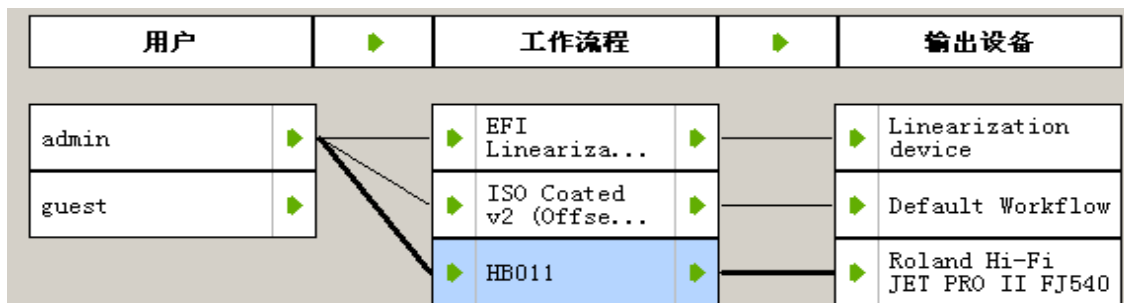 用户
工作流程
输出设备
admin
EFI
Lineariza...
Linearization
device
guest
ISO Coated
v2 (Offse...
Default Workflow
HB011
Roland Hi-Fi
JET PRO II FJ540